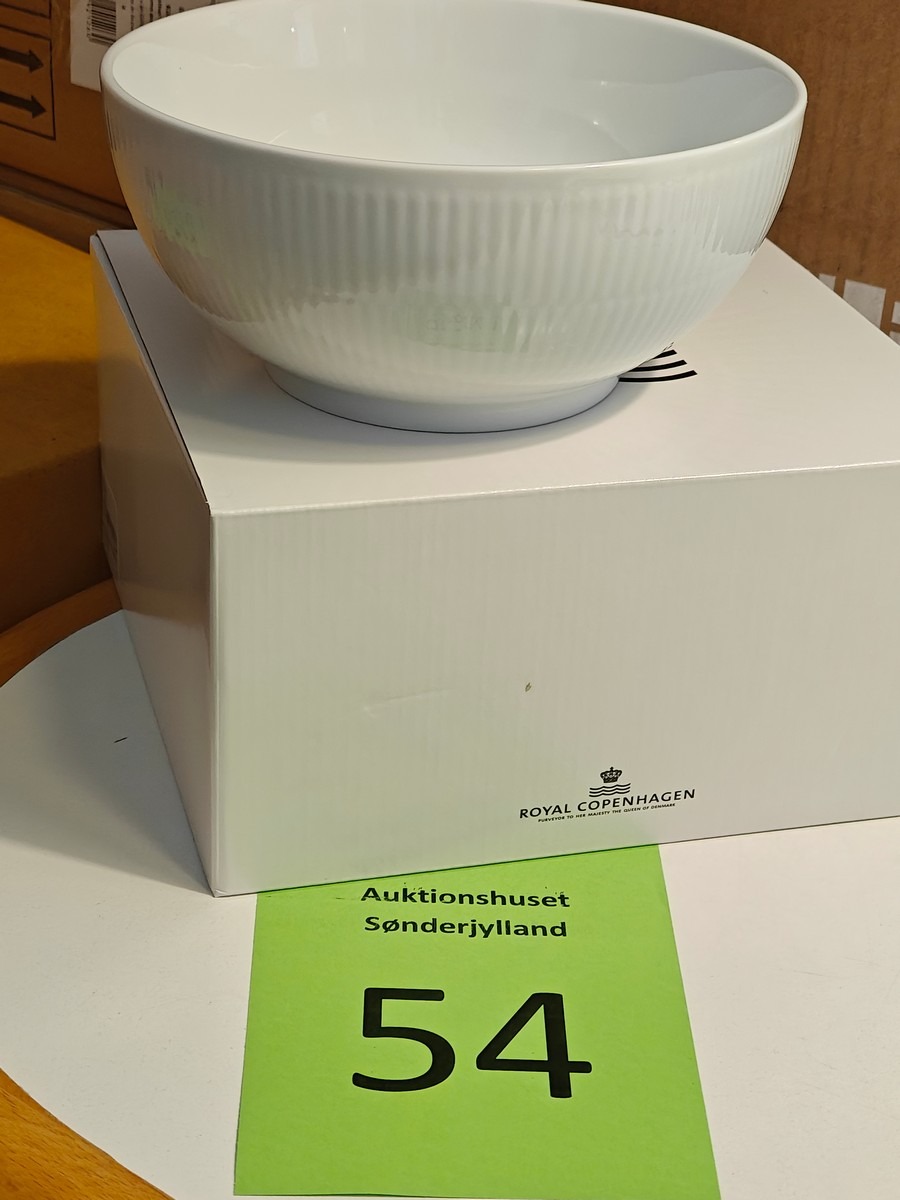 ROYAL COPENHAGEN
PURVEYOR TO HER MAJESTY THE QUEEN OF DENMARK
Auktionshuset
Sønderjylland
54